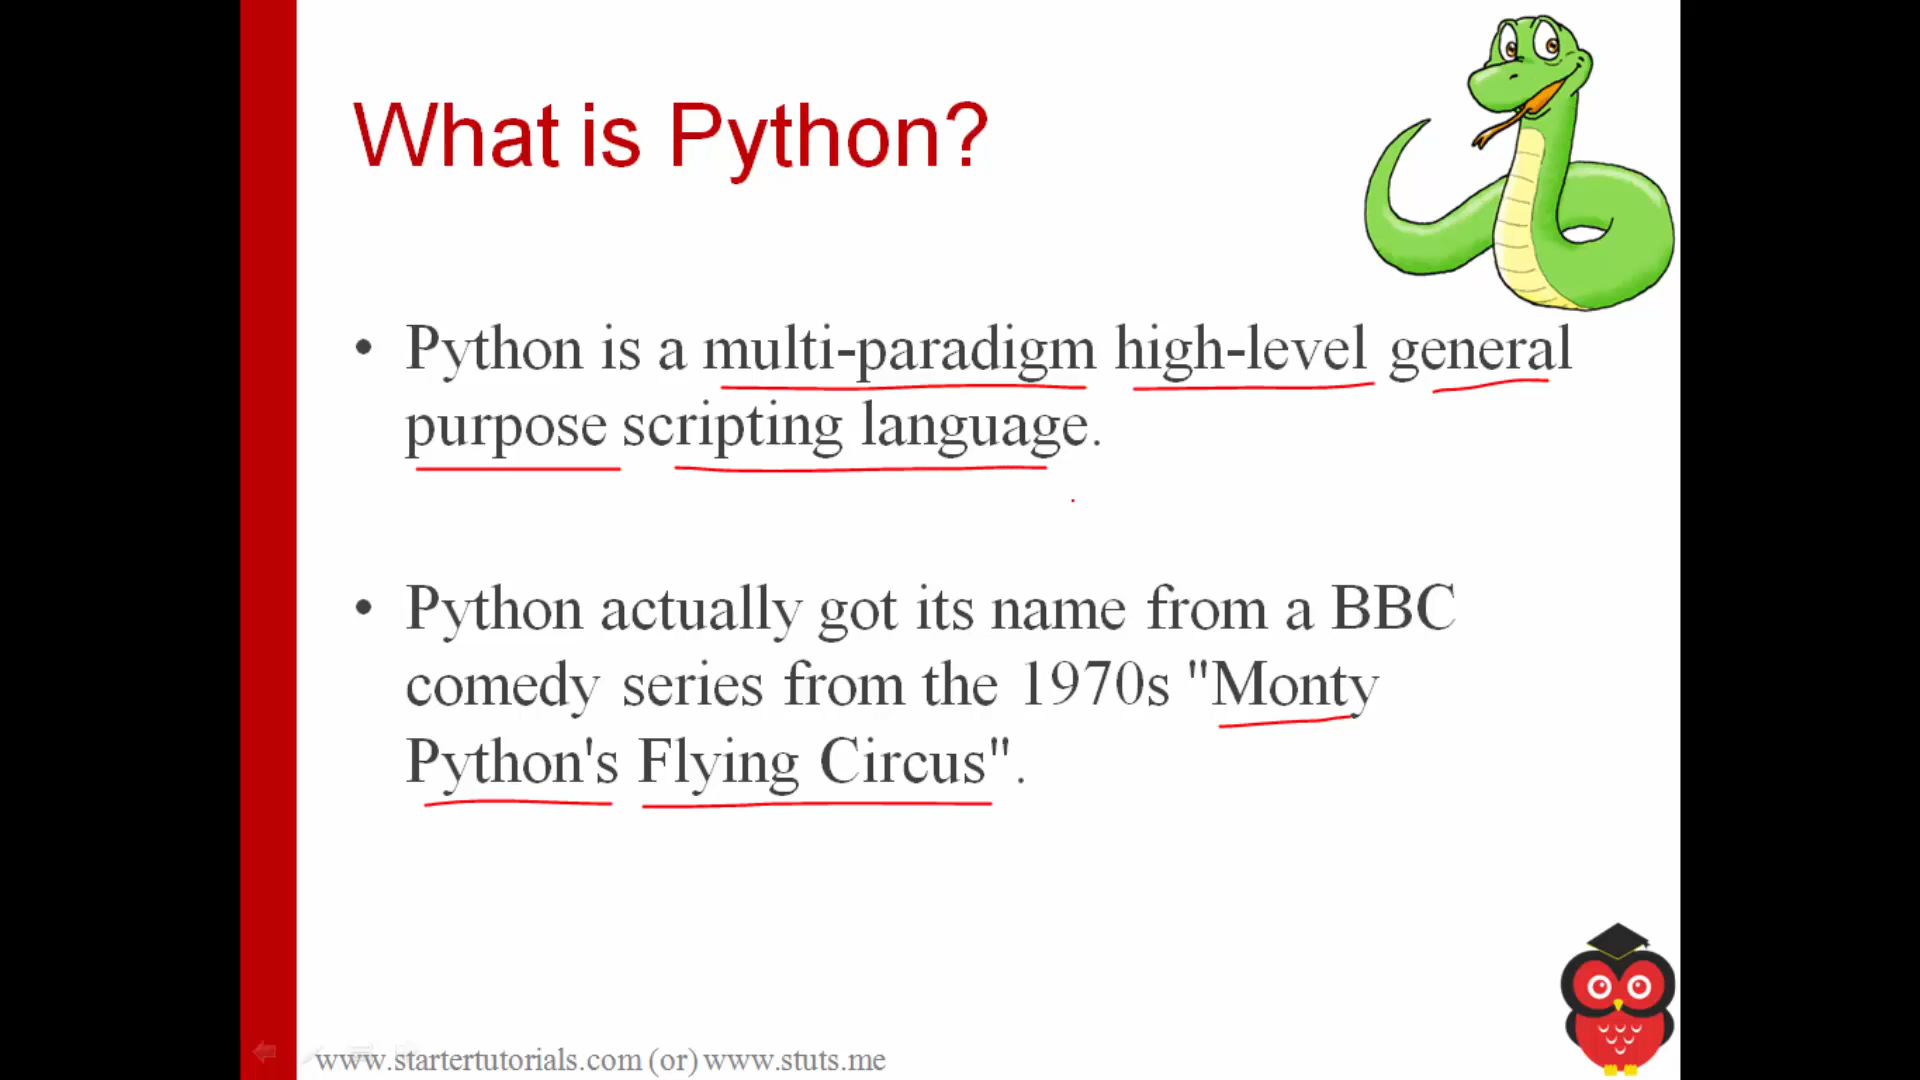 What is Python?
• Python is a multi-paradigm high-level general
purpose scripting language.
• Python actually got its name from a BBC
comedy series from the 1970s "Monty
Python's Flying Circus".
www.startertutorials.com (or) www.stuts.me